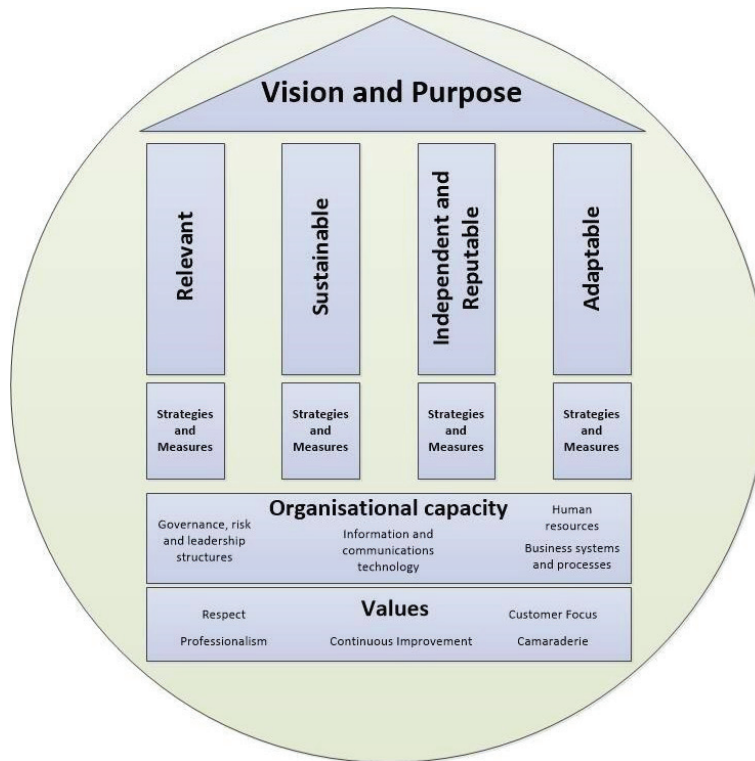 Vision and Purpose
Relevant
Sustainable
Independent and
Reputable
Adaptable
Strategies
and
Measures
Strategies
and
Measures
Strategies
and
Measures
Strategies
and
Measures
Organisational capacity
Governance, risk
and leadership
structures
Information and
communications
technology
Human
resources
Business systems
and processes
Values
Respect
Customer Focus
Professionalism
Continuous Improvement
Camaraderie